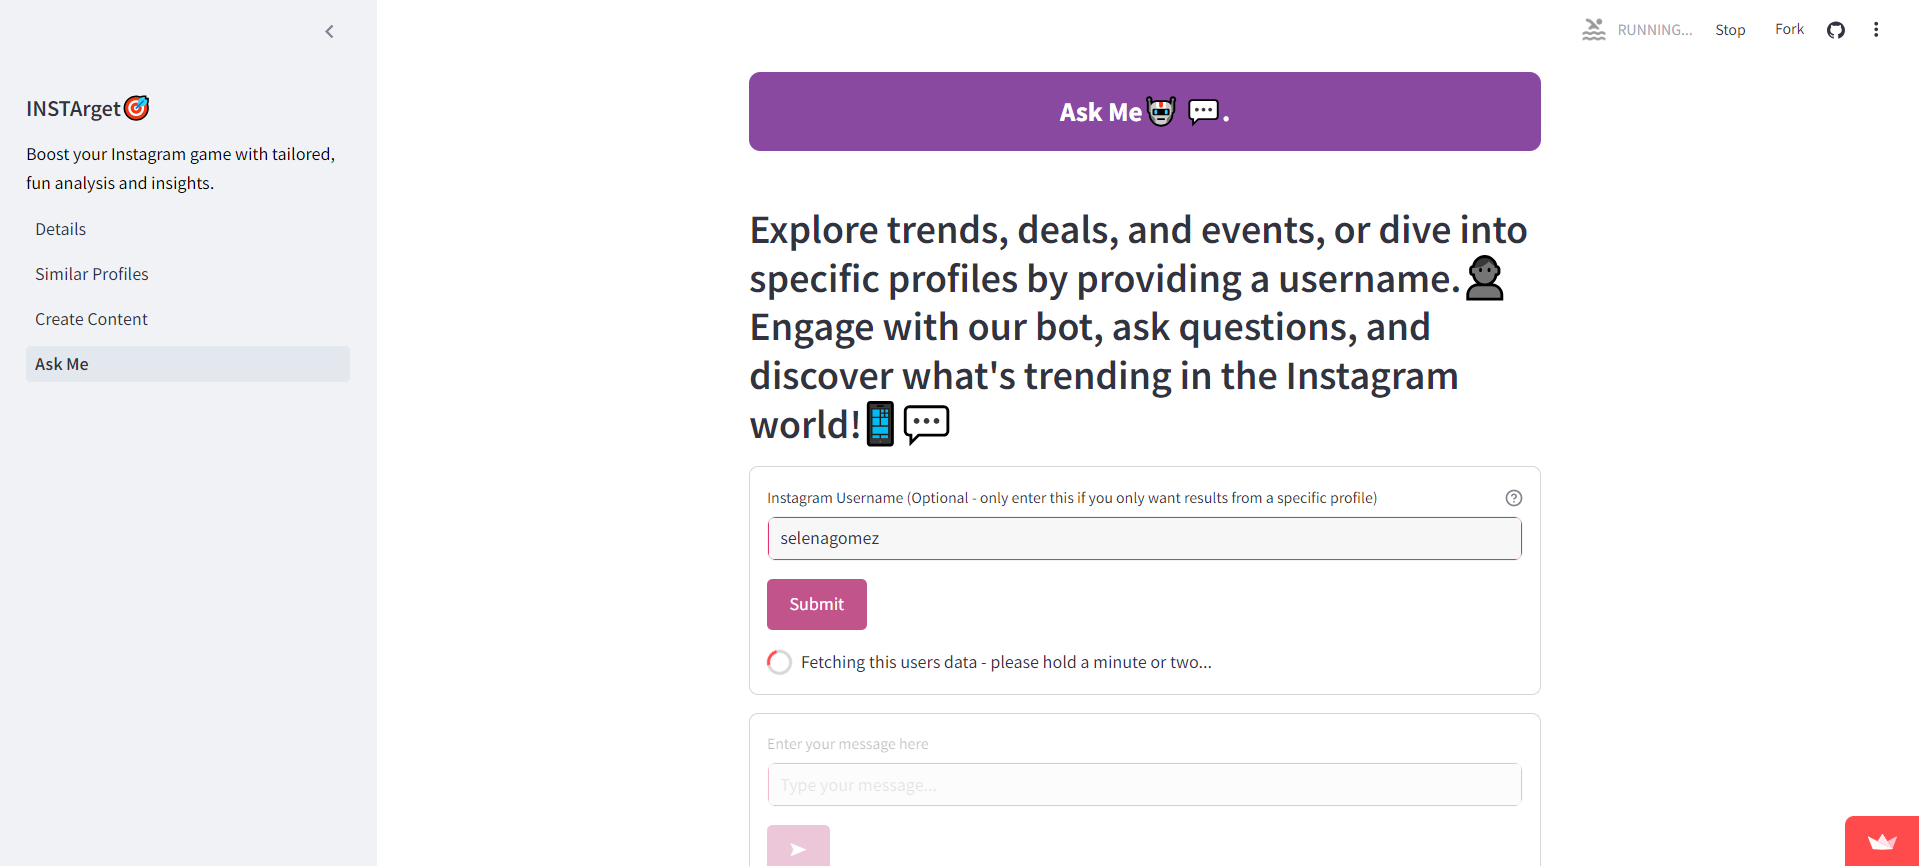 RUNNING...
Stop
Fork
INSTArget
Boost your Instagram game with tailored,
fun analysis and insights.
Details
Similar Profiles
Create Content
Ask Me
Ask Me .
Explore trends, deals, and events, or dive into
specific profiles by providing a username.
Engage with our bot, ask questions, and
discover what's trending in the Instagram
world!
Instagram Username (Optional - only enter this if you only want results from a specific profile)
selenagomez
Submit
Fetching this users data - please hold a minute or two...
Enter your message here
Type your message...